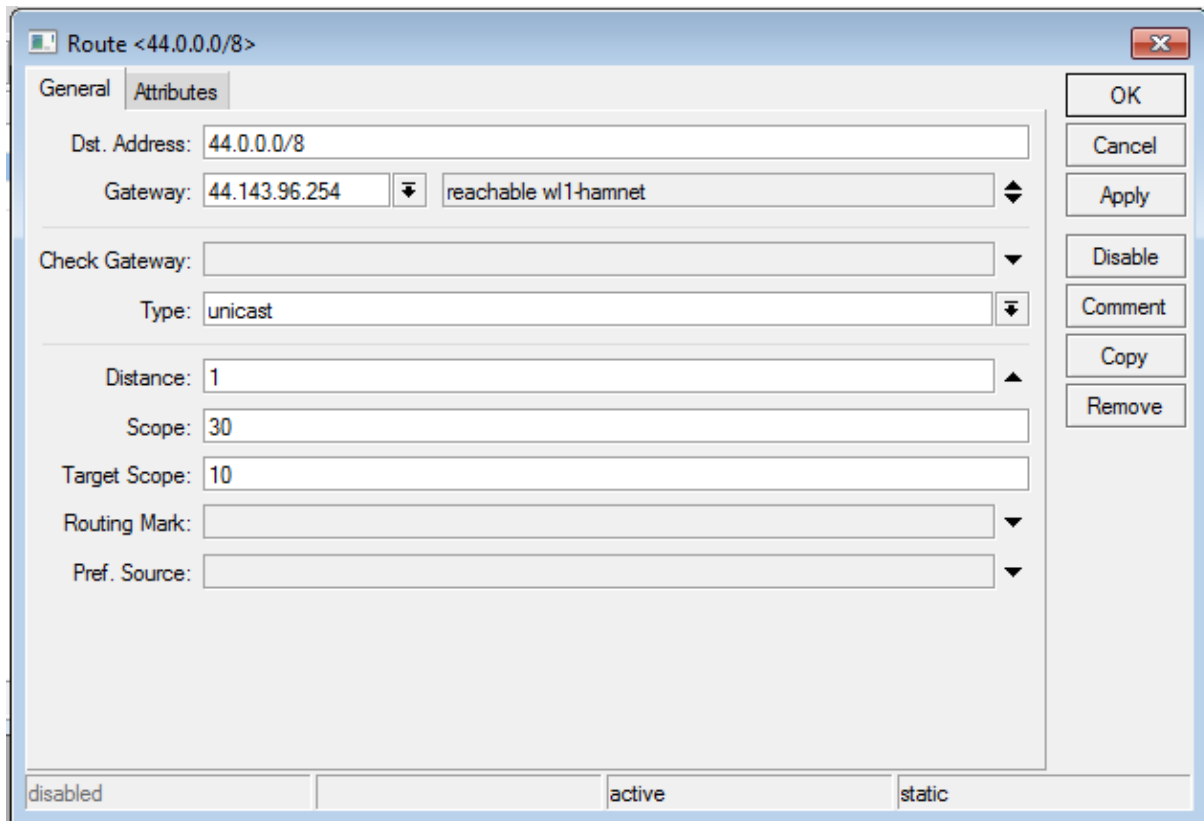 Route <44.0.0.0/8>
General Attributes
Dst. Address: 44.0.0.0/8
Gateway: 44.143.96.254 reachable wl1-hamnet
Check Gateway:
Type: unicast
Distance: 1
Scope: 30
Target Scope: 10
Routing Mark:
Pref. Source:
OK
Cancel
Apply
Disable
Comment
Copy
Remove
disabled active static